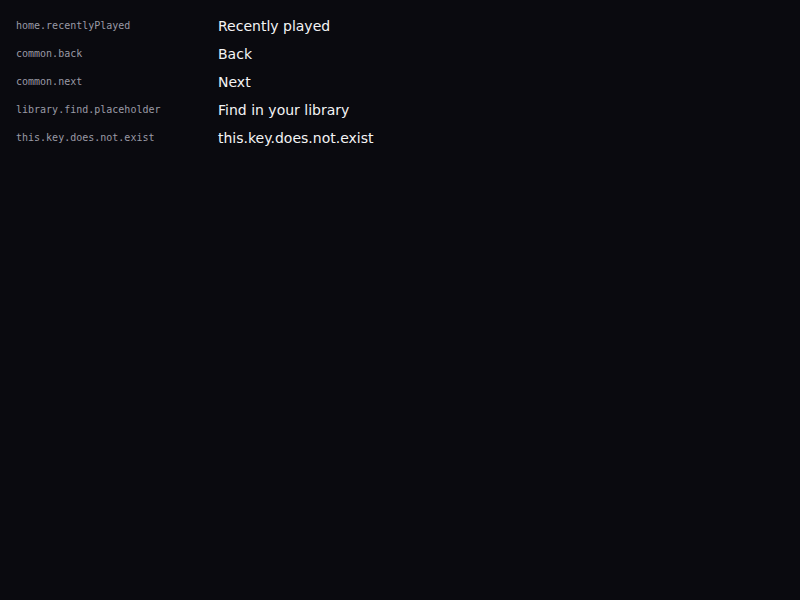 home.recentlyPlayed Recently played
common.back Back
common.next Next
library.find.placeholder Find in your library
this.key.does.not.exist this.key.does.not.exist